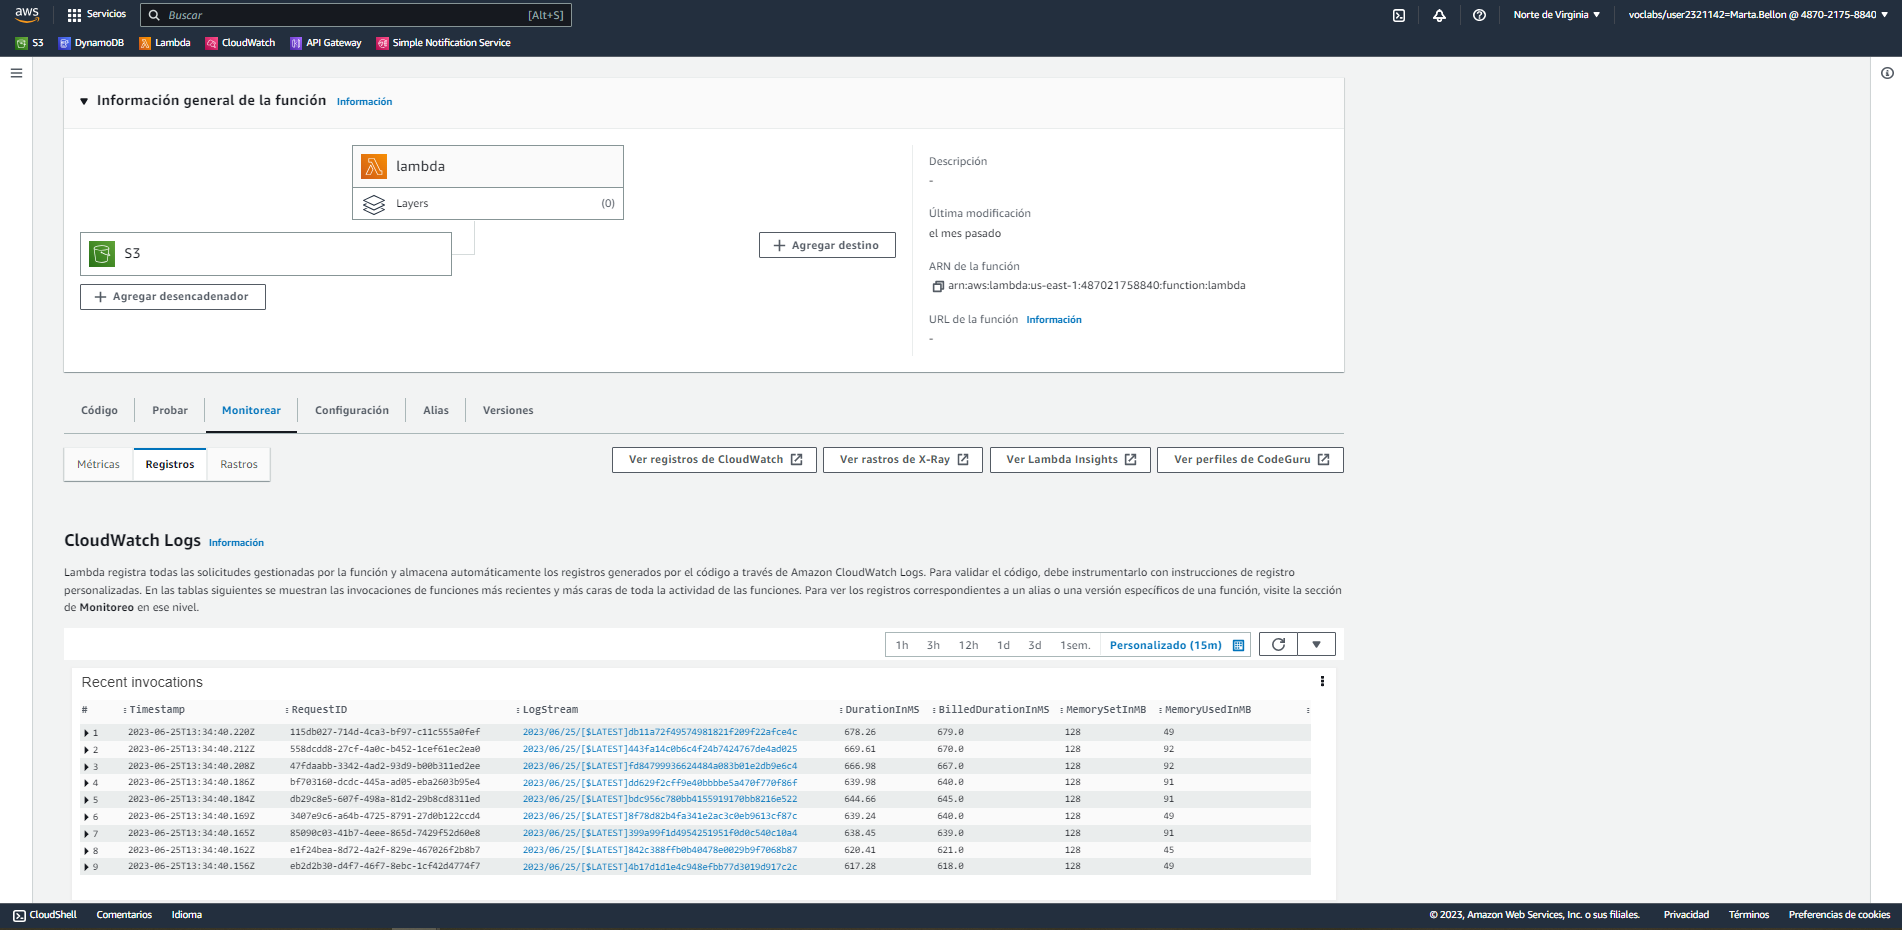 aws Servicios Buscar [Alt+S] Norte de Virginia voclabs/user2321142=Marta.Bellon @ 4870-2175-8840
S3 DynamoDB Lambda CloudWatch API Gateway Simple Notification Service
Información general de la función Información
lambda
Layers (0)
S3
Agregar desencadenador
Agregar destino
Descripción
-
Última modificación
el mes pasado
ARN de la función
arn:aws:lambda:us-east-1:487021758840:function:lambda
URL de la función Información
-
Código Probar Monitorear Configuración Alias Versiones
Métricas Registros Rastros Ver registros de CloudWatch Ver rastros de X-Ray Ver Lambda Insights Ver perfiles de CodeGuru
CloudWatch Logs Información
Lambda registra todas las solicitudes gestionadas por la función y almacena automáticamente los registros generados por el código a través de Amazon CloudWatch Logs. Para validar el código, debe instrumentarlo con instrucciones de registro
personalizadas. En las tablas siguientes se muestran las invocaciones de funciones más recientes y más caras de toda la actividad de las funciones. Para ver los registros correspondientes a un alias o una versión específicos de una función, visite la sección
de Monitoreo en ese nivel.
1h 3h 12h 1d 3d 1sem. Personalizado (15m)
Recent invocations
# Timestamp RequestID LogStream DurationInMS BilledDurationInMS MemorySetInMB MemoryUsedInMB
1 2023-06-25T13:34:40.220Z 115db027-714d-4ca3-bf97-c11c555a0fef 2023/06/25/[$LATEST]db11a72f49574981821f209f22afce4c 678.26 679.0 128 49
2 2023-06-25T13:34:40.212Z 558dcdd8-27cf-4a0c-b452-1cef61ec2ea0 2023/06/25/[$LATEST]443fa14c0b6c4f24b7424767de4ad025 669.61 670.0 128 92
3 2023-06-25T13:34:40.208Z 47fdaabb-3342-4ad2-93d9-b00b311ed2ee 2023/06/25/[$LATEST]fd84799936624484a083b01e2db9e6c4 666.98 667.0 128 92
4 2023-06-25T13:34:40.186Z bf703160-dcdc-445a-ad05-eba2603b95e4 2023/06/25/[$LATEST]dd629f2cff9e40bbbbe5a470f770f86f 639.98 640.0 128 91
5 2023-06-25T13:34:40.184Z db29c8e5-607f-498a-81d2-29b8cd8311ed 2023/06/25/[$LATEST]bdc956c780bb4155919170bb8216e522 644.66 645.0 128 91
6 2023-06-25T13:34:40.169Z 3407e9c6-a64b-4725-8791-27d0b122ccd4 2023/06/25/[$LATEST]8f78d82b4fa341e2ac3c0eb9613cf87c 639.24 640.0 128 49
7 2023-06-25T13:34:40.165Z 85090c03-41b7-4eee-865d-7429f52d60e8 2023/06/25/[$LATEST]399a99f1d4954251951f0d0c540c10a4 638.45 639.0 128 91
8 2023-06-25T13:34:40.162Z e1f24bea-8d72-4a2f-829e-467026f2b8b7 2023/06/25/[$LATEST]842c388ffb0b40478e0029b9f7068b87 620.41 621.0 128 45
9 2023-06-25T13:34:40.156Z eb2d2b30-d4f7-46f7-8ebc-1cf42d4774f7 2023/06/25/[$LATEST]4b17d1d1e4c948efbb77d3019d917c2c 617.28 618.0 128 49
CloudShell Comentarios Idioma © 2023, Amazon Web Services, Inc. o sus filiales. Privacidad Términos Preferencias de cookies